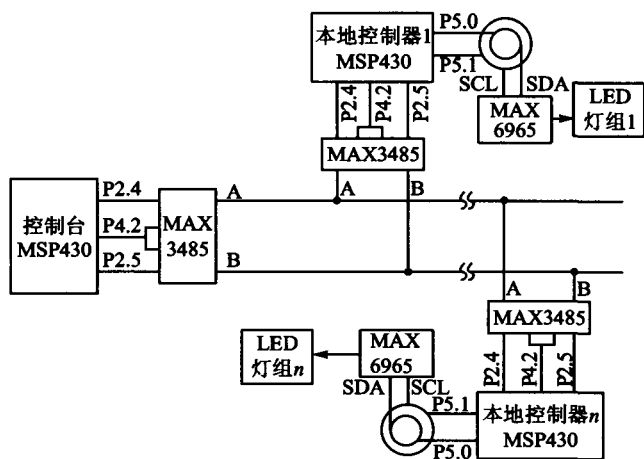 本地控制器1
MSP430
P5.0
P5.1
SCL
SDA
MAX
6965
LED
灯组1
P2.4
P4.2
P2.5
MAX3485
A
B
控制台
MSP430
P2.4
P4.2
P2.5
MAX
3485
A
B
A
B
MAX3485
P2.4
P4.2
P2.5
LED
灯组n
MAX
6965
SDA
SCL
P5.1
P5.0
本地控制器n
MSP430